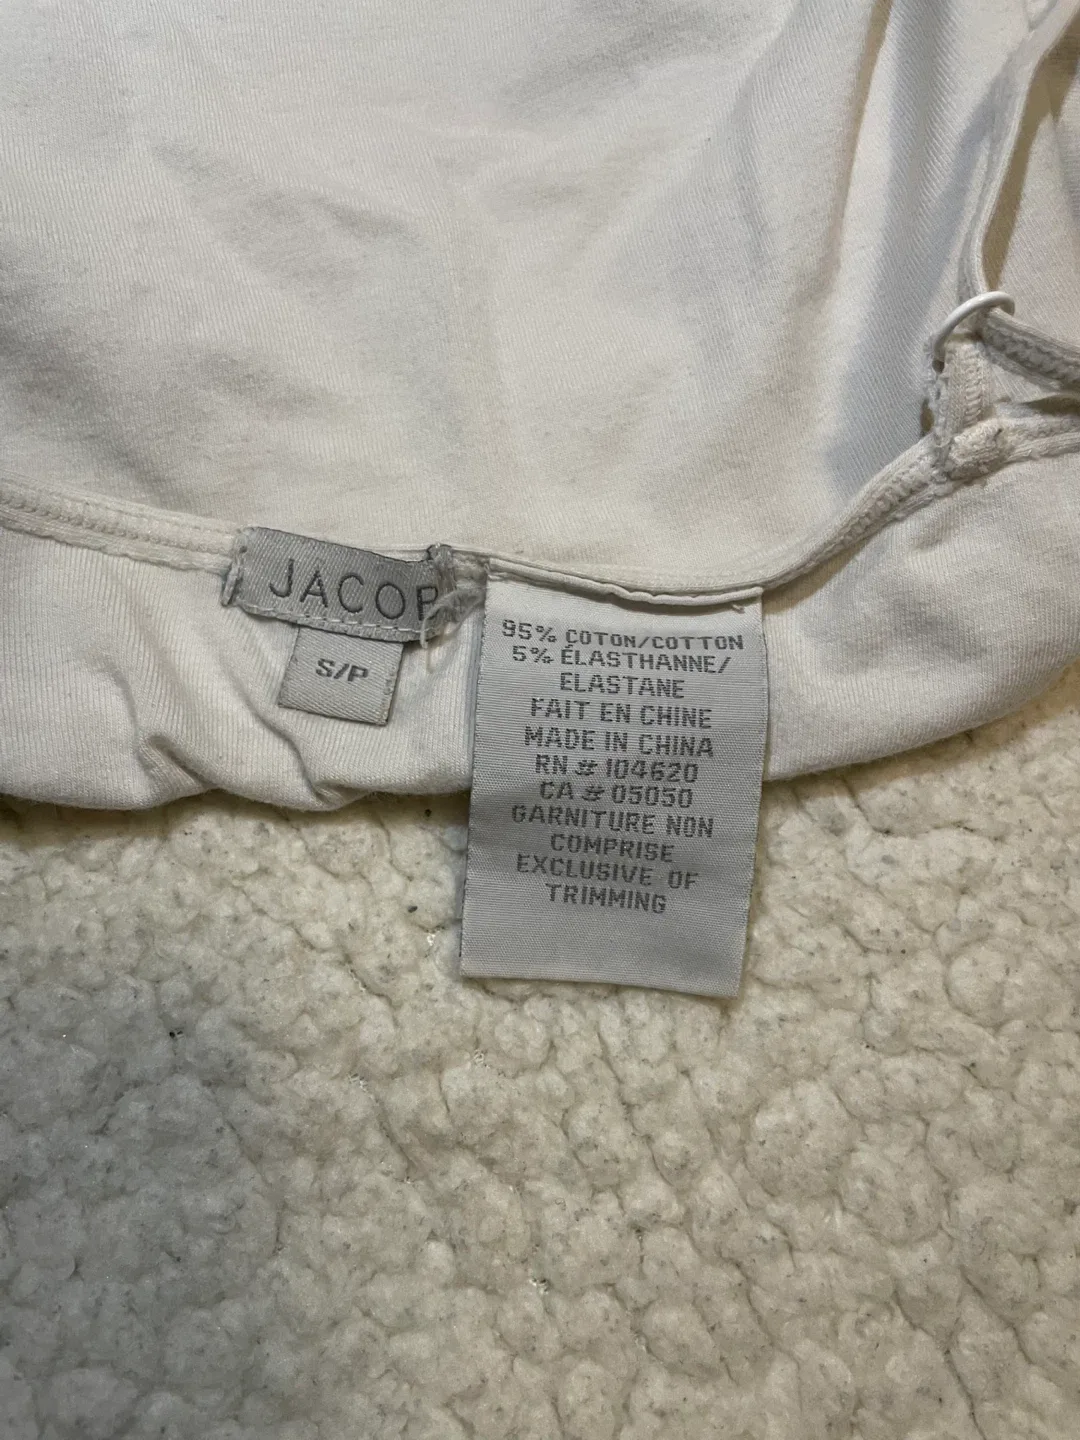 JACOB
S/P
95% COTON/COTTON
5% ÉLASTHANNE/
ELASTANE
FAIT EN CHINE
MADE IN CHINA
RN # 104620
CA # 05050
GARNITURE NON
COMPRISE
EXCLUSIVE OF
TRIMMING